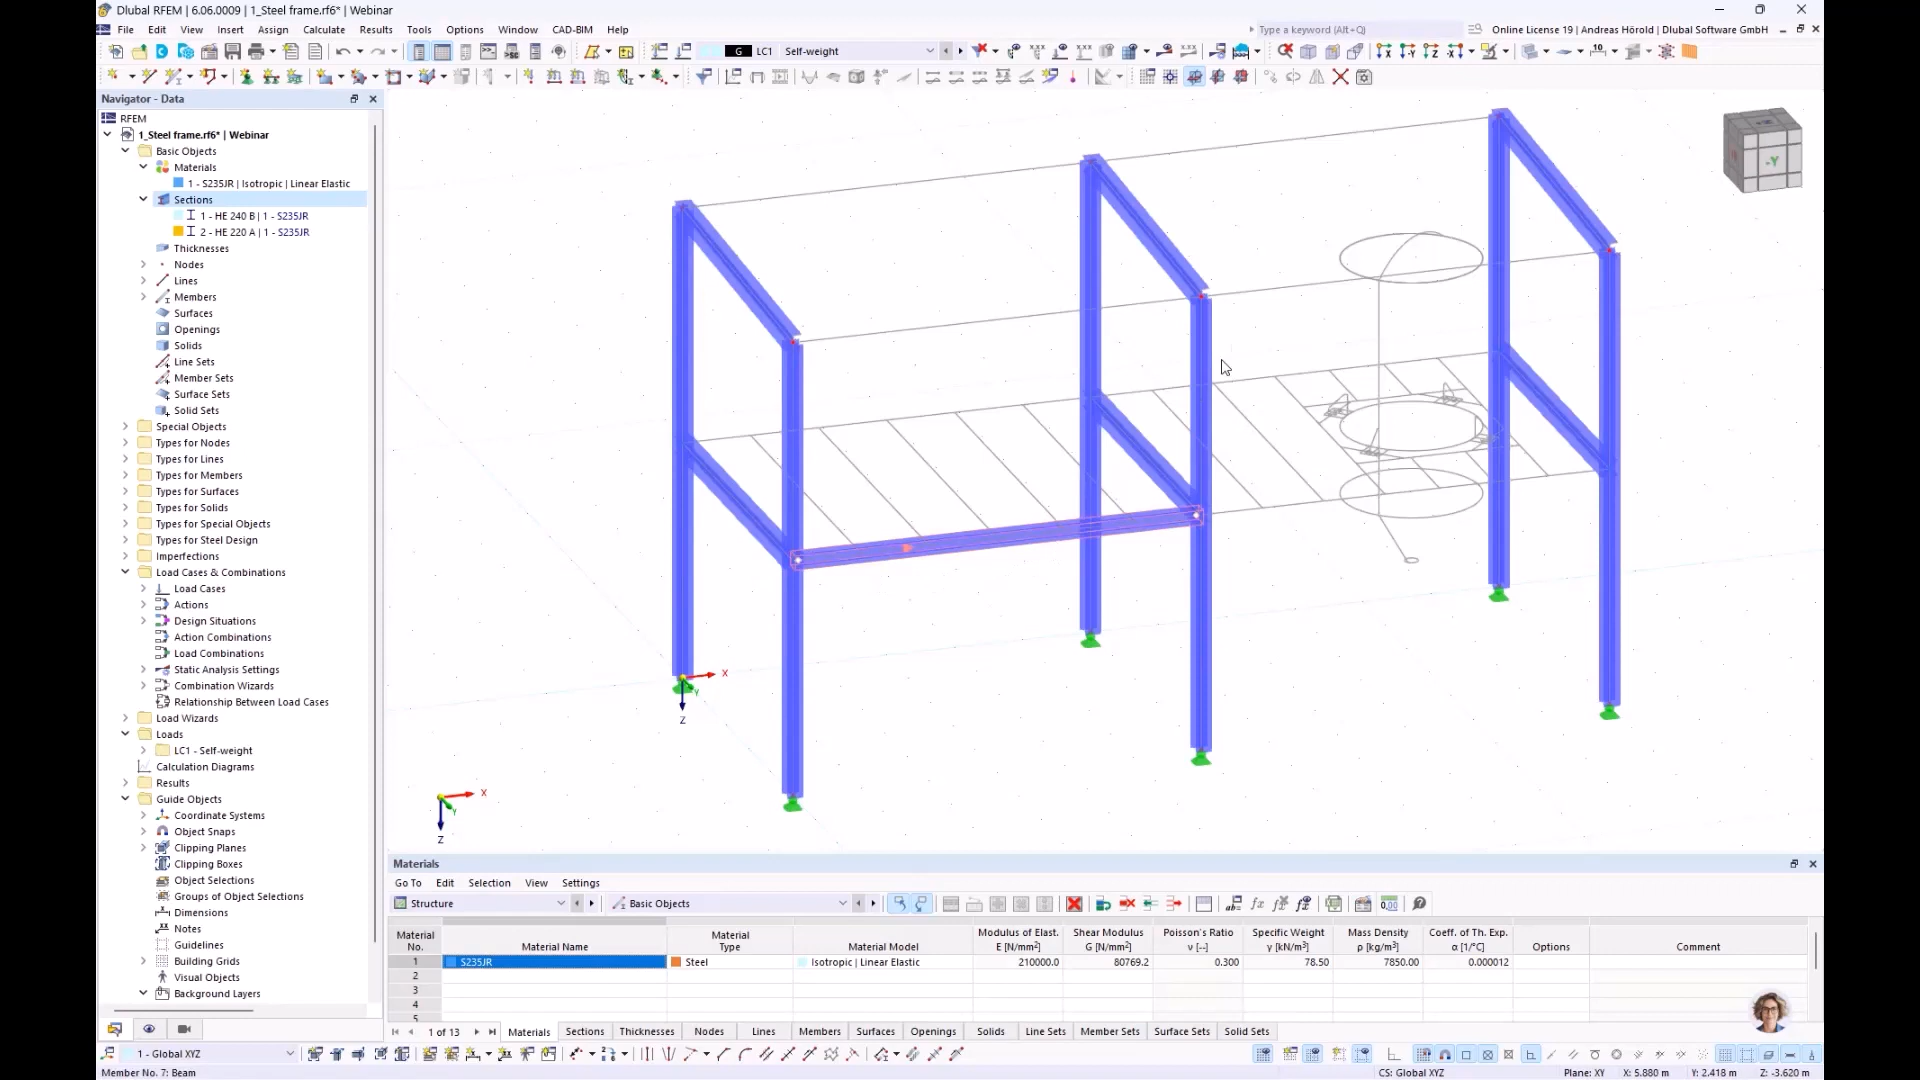 Dlubal RFEM | 6.06.0009 | 1_Steel frame.rf6* | Webinar
File Edit View Insert Assign Calculate Results Tools Options Window CAD-BIM Help
Type a keyword (Alt+Q)
Online License 19 | Andreas Hörold | Dlubal Software GmbH
G LC1 Self-weight
Navigator - Data
RFEM
1_Steel frame.rf6* | Webinar
Basic Objects
Materials
1 - S235JR | Isotropic | Linear Elastic
Sections
1 - HE 240 B | 1 - S235JR
2 - HE 220 A | 1 - S235JR
Thicknesses
Nodes
Lines
Members
Surfaces
Openings
Solids
Line Sets
Member Sets
Surface Sets
Solid Sets
Special Objects
Types for Nodes
Types for Lines
Types for Members
Types for Surfaces
Types for Solids
Types for Special Objects
Types for Steel Design
Imperfections
Load Cases & Combinations
Load Cases
Actions
Design Situations
Action Combinations
Load Combinations
Static Analysis Settings
Combination Wizards
Relationship Between Load Cases
Load Wizards
Loads
LC1 - Self-weight
Calculation Diagrams
Results
Guide Objects
Coordinate Systems
Object Snaps
Clipping Planes
Clipping Boxes
Object Selections
Groups of Object Selections
Dimensions
Notes
Guidelines
Building Grids
Visual Objects
Background Layers
-Y
X
Y
Z
X
Y
Z
Materials
Go To Edit Selection View Settings
Structure
Basic Objects
Material No.
Material Name
Material Type
Material Model
Modulus of Elast. E [N/mm²]
Shear Modulus G [N/mm²]
Poisson's Ratio ν [--]
Specific Weight γ [kN/m³]
Mass Density ρ [kg/m³]
Coeff. of Th. Exp. α [1/°C]
Options
Comment
1 S235JR Steel Isotropic | Linear Elastic 210000.0 80769.2 0.300 78.50 7850.00 0.000012
2
3
4
5
1 of 13 Materials Sections Thicknesses Nodes Lines Members Surfaces Openings Solids Line Sets Member Sets Surface Sets Solid Sets
1 - Global XYZ
Member No. 7: Beam
CS: Global XYZ
Plane: XY
X: 5.880 m
Y: 2.418 m
Z: -3.620 m